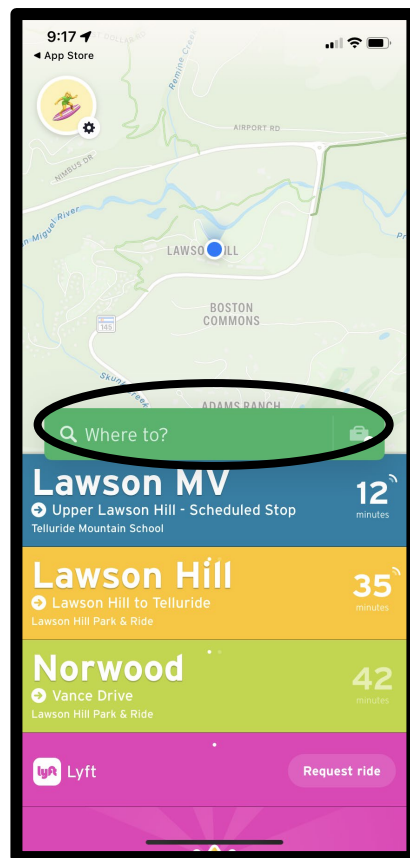 9:17
App Store
Remine Creek
AIRPORT RD
NIMBUS DR
Miguel River
LAWSON HILL
BOSTON
COMMONS
145
Skunk Creek
ADAMS RANCH
Where to?
Lawson MV
Upper Lawson Hill - Scheduled Stop
Telluride Mountain School
12
minutes
Lawson Hill
Lawson Hill to Telluride
Lawson Hill Park & Ride
35
minutes
Norwood
Vance Drive
Lawson Hill Park & Ride
42
minutes
lyft Lyft
Request ride